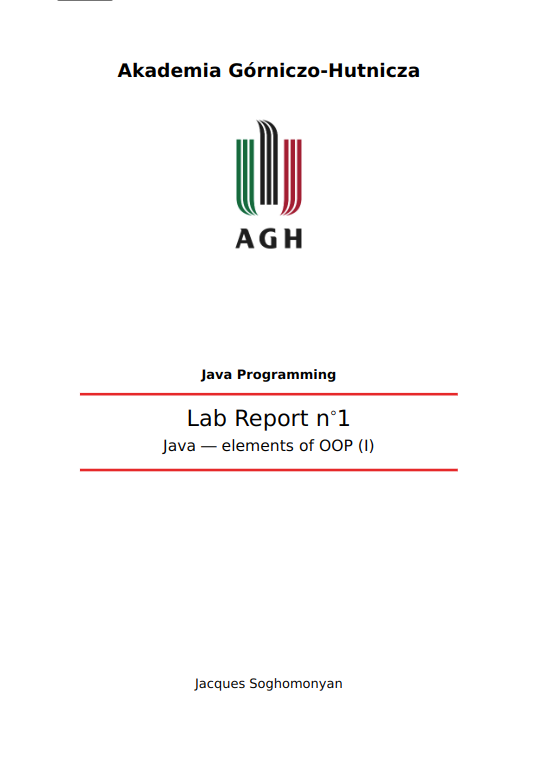 Akademia Górniczo-Hutnicza
AGH
Java Programming
Lab Report n°1
Java — elements of OOP (I)
Jacques Soghomonyan